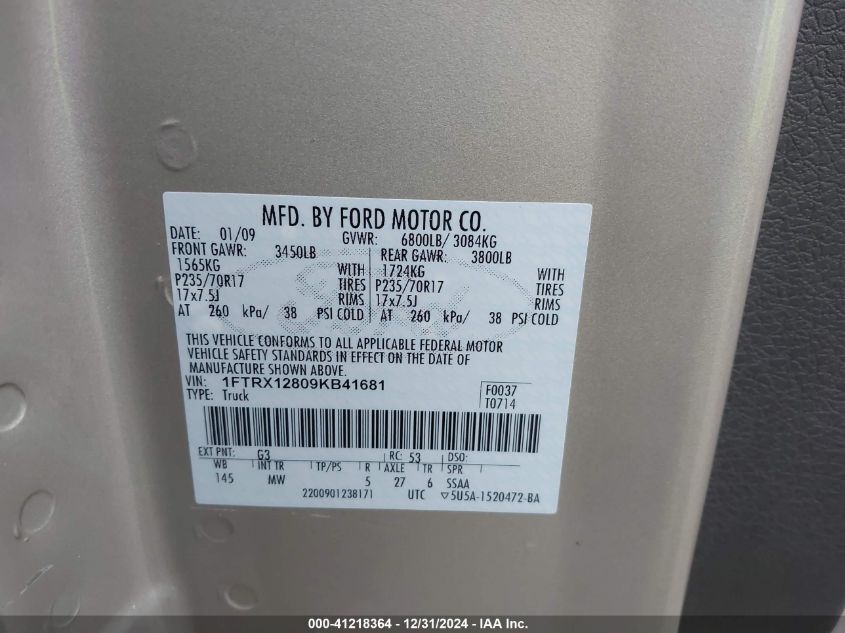 MFD. BY FORD MOTOR CO.
DATE: 01/09 GVWR: 6800LB/ 3084KG
FRONT GAWR: 3450LB REAR GAWR: 3800LB
1565KG WITH 1724KG WITH
P235/70R17 TIRES P235/70R17 TIRES
17x7.5J RIMS 17x7.5J RIMS
AT 260 kPa/ 38 PSI COLD AT 260 kPa/ 38 PSI COLD
THIS VEHICLE CONFORMS TO ALL APPLICABLE FEDERAL MOTOR
VEHICLE SAFETY STANDARDS IN EFFECT ON THE DATE OF
MANUFACTURE SHOWN ABOVE.
VIN: 1FTRX12809KB41681 F0037
TYPE: Truck T0714
EXT PNT: G3 RC: 53 DSO:
WB INT TR TP/PS R AXLE TR SPR
145 MW 5 27 6 SSAA
2200901238171 UTC ▽5U5A-1520472-BA
000-41218364 - 12/31/2024 - IAA Inc.